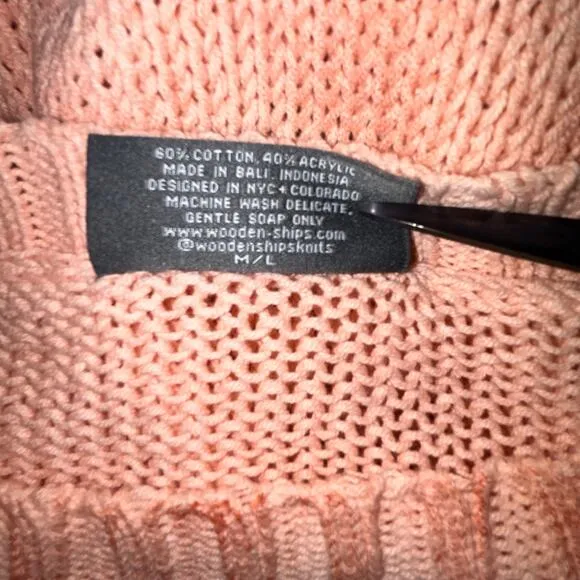 60% COTTON, 40% ACRYLIC
MADE IN BALI, INDONESIA
DESIGNED IN NYC + COLORADO
MACHINE WASH DELICATE,
GENTLE SOAP ONLY
www.wooden-ships.com
@woodenshipsknits
M/L